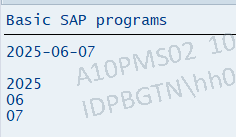 Basic SAP programs
2025-06-07
2025
06
07
A10PMS02 10
IDPBGTN\hh0